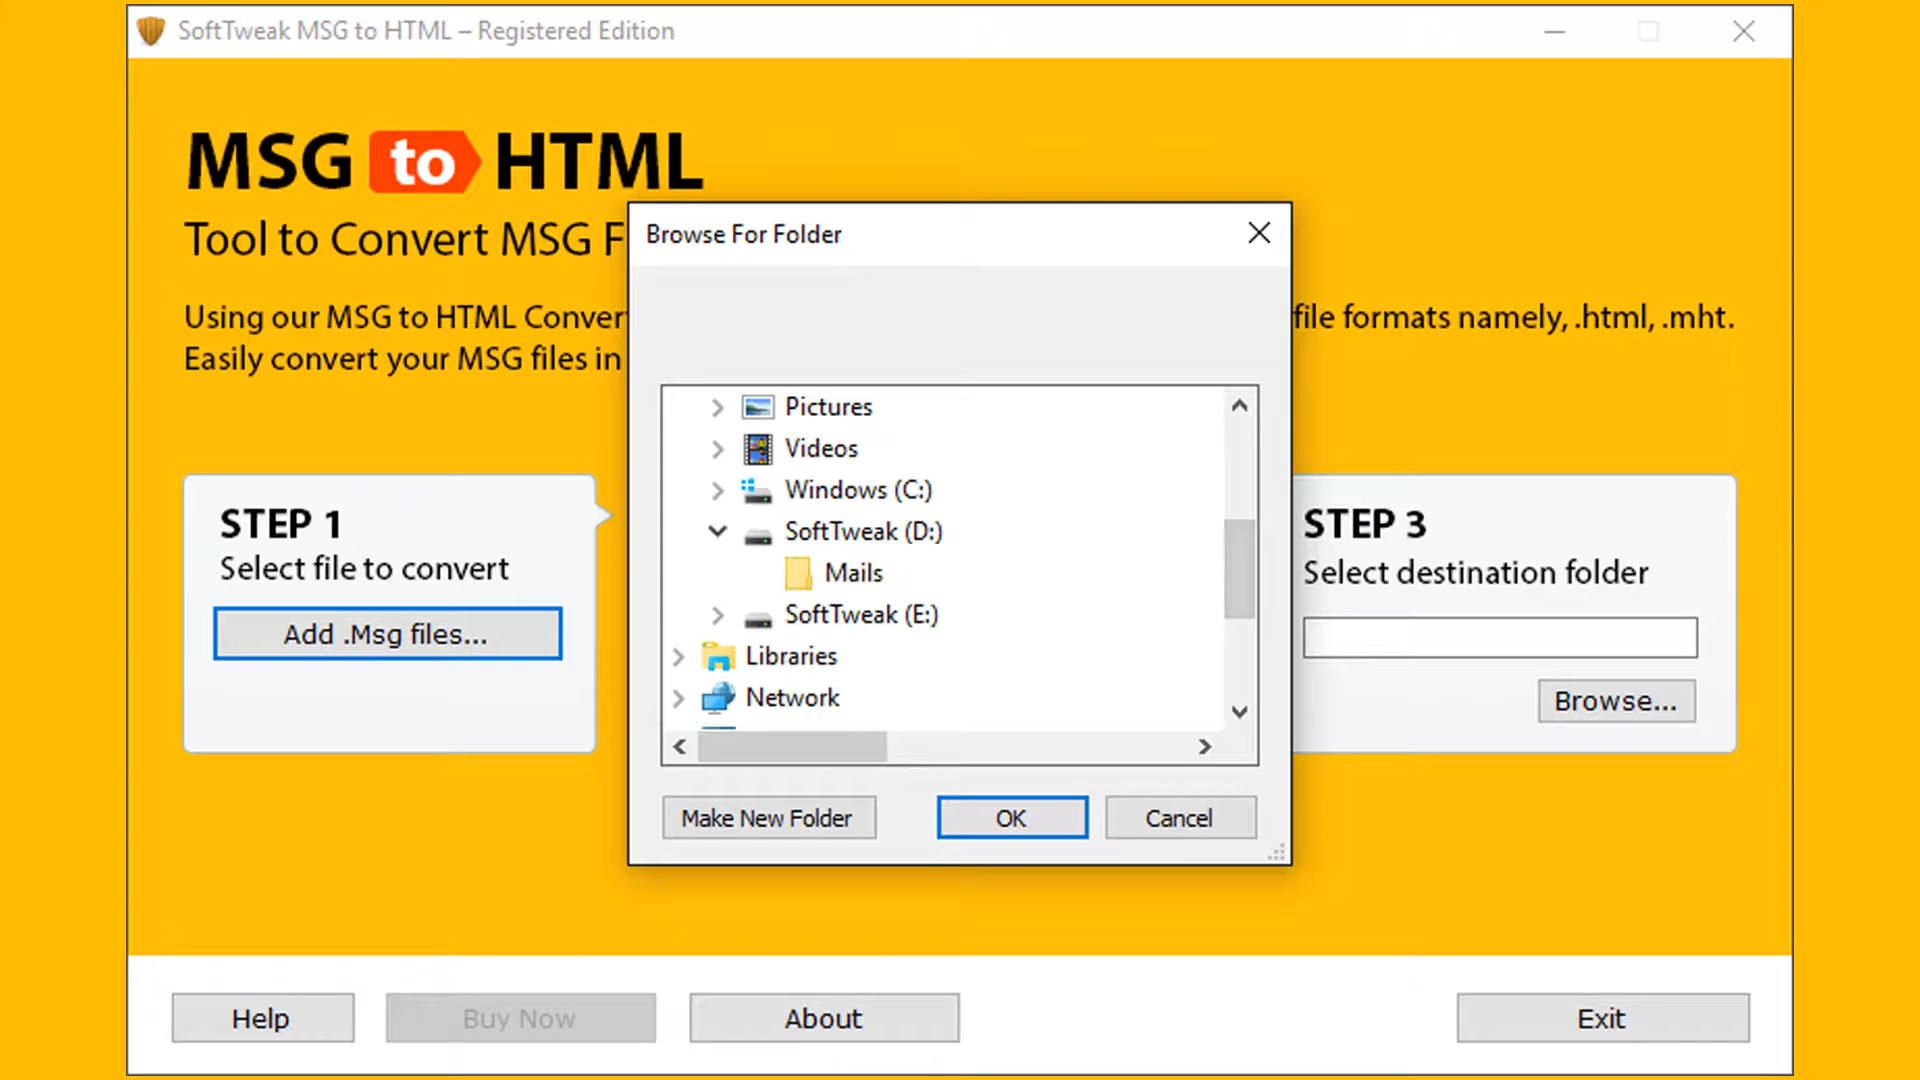 SoftTweak MSG to HTML – Registered Edition
MSG to HTML
Tool to Convert MSG F
Using our MSG to HTML Conver
file formats namely, .html, .mht.
Easily convert your MSG files in
STEP 1
Select file to convert
Add .Msg files...
Browse For Folder
Pictures
Videos
Windows (C:)
SoftTweak (D:)
Mails
SoftTweak (E:)
Libraries
Network
Make New Folder
OK
Cancel
STEP 3
Select destination folder
Browse...
Help
Buy Now
About
Exit